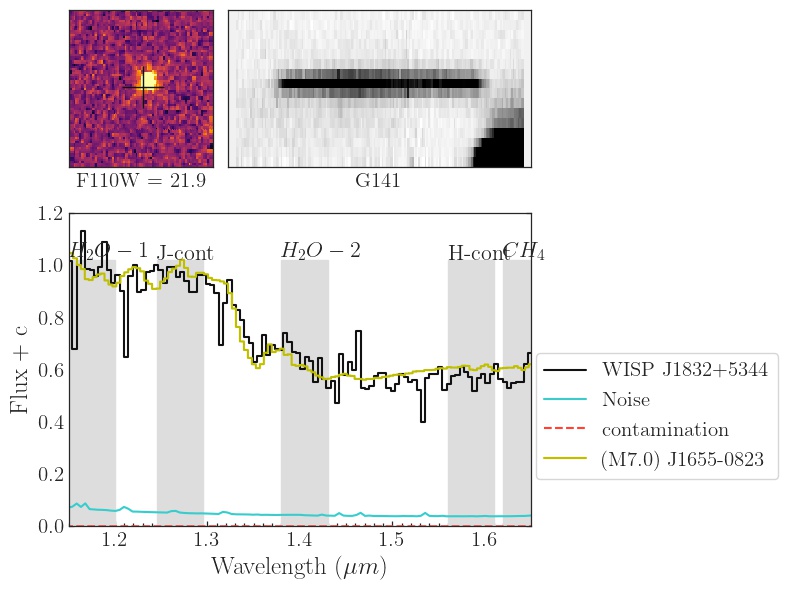 F110W = 21.9
G141
H₂O − 1
J-cont
H₂O − 2
H-cont
CH₄
1.2
1.0
0.8
0.6
0.4
0.2
0.0
Flux + c
1.2
1.3
1.4
1.5
1.6
Wavelength (μm)
WISP J1832+5344
Noise
contamination
(M7.0) J1655-0823